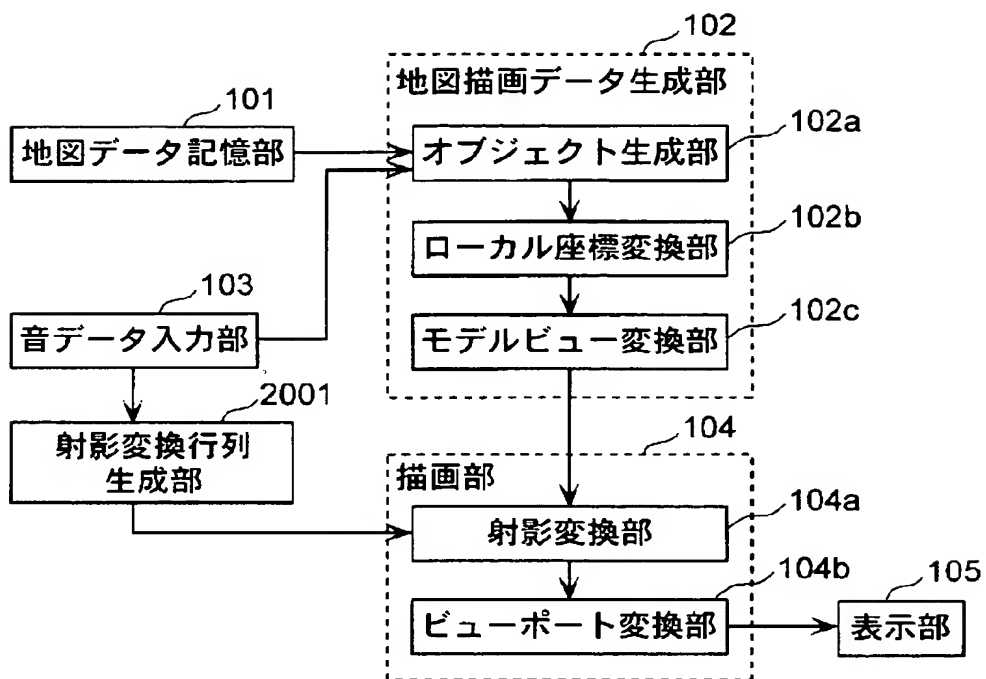 102
地図描画データ生成部
101
地図データ記憶部
102a
オブジェクト生成部
102b
ローカル座標変換部
103
音データ入力部
102c
モデルビュー変換部
2001
射影変換行列
生成部
104
描画部
104a
射影変換部
104b
ビューポート変換部
105
表示部